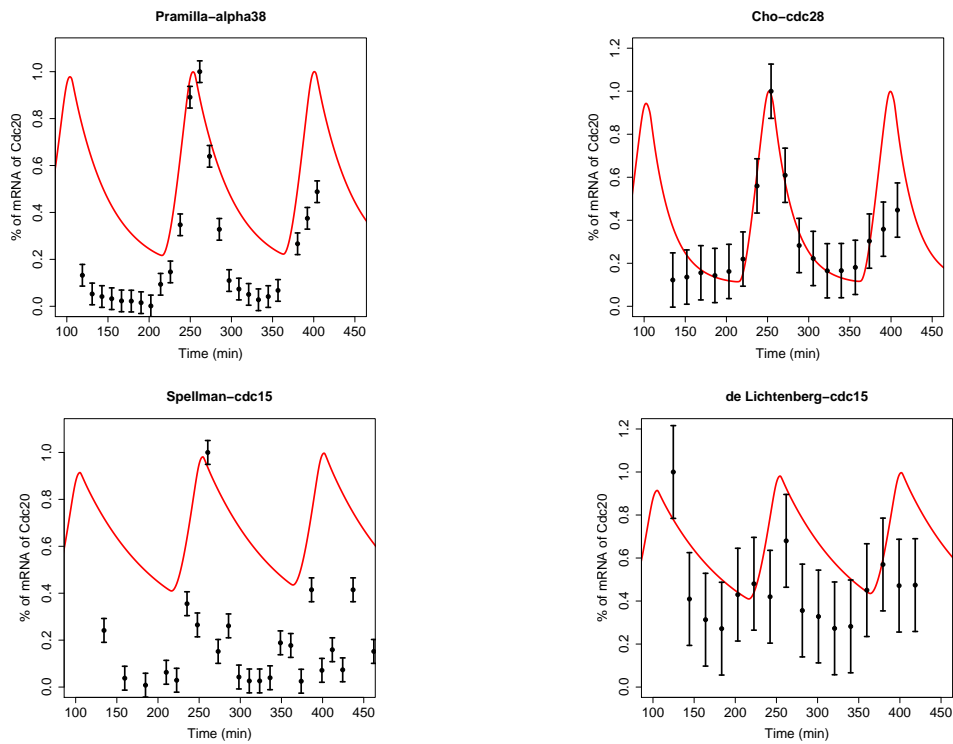 Pramilla−alpha38
% of mRNA of Cdc20
0.0 0.2 0.4 0.6 0.8 1.0
100 150 200 250 300 350 400 450
Time (min)
Cho−cdc28
% of mRNA of Cdc20
0.0 0.2 0.4 0.6 0.8 1.0 1.2
100 150 200 250 300 350 400 450
Time (min)
Spellman−cdc15
% of mRNA of Cdc20
0.0 0.2 0.4 0.6 0.8 1.0
100 150 200 250 300 350 400 450
Time (min)
de Lichtenberg−cdc15
% of mRNA of Cdc20
0.0 0.2 0.4 0.6 0.8 1.0 1.2
100 150 200 250 300 350 400 450
Time (min)